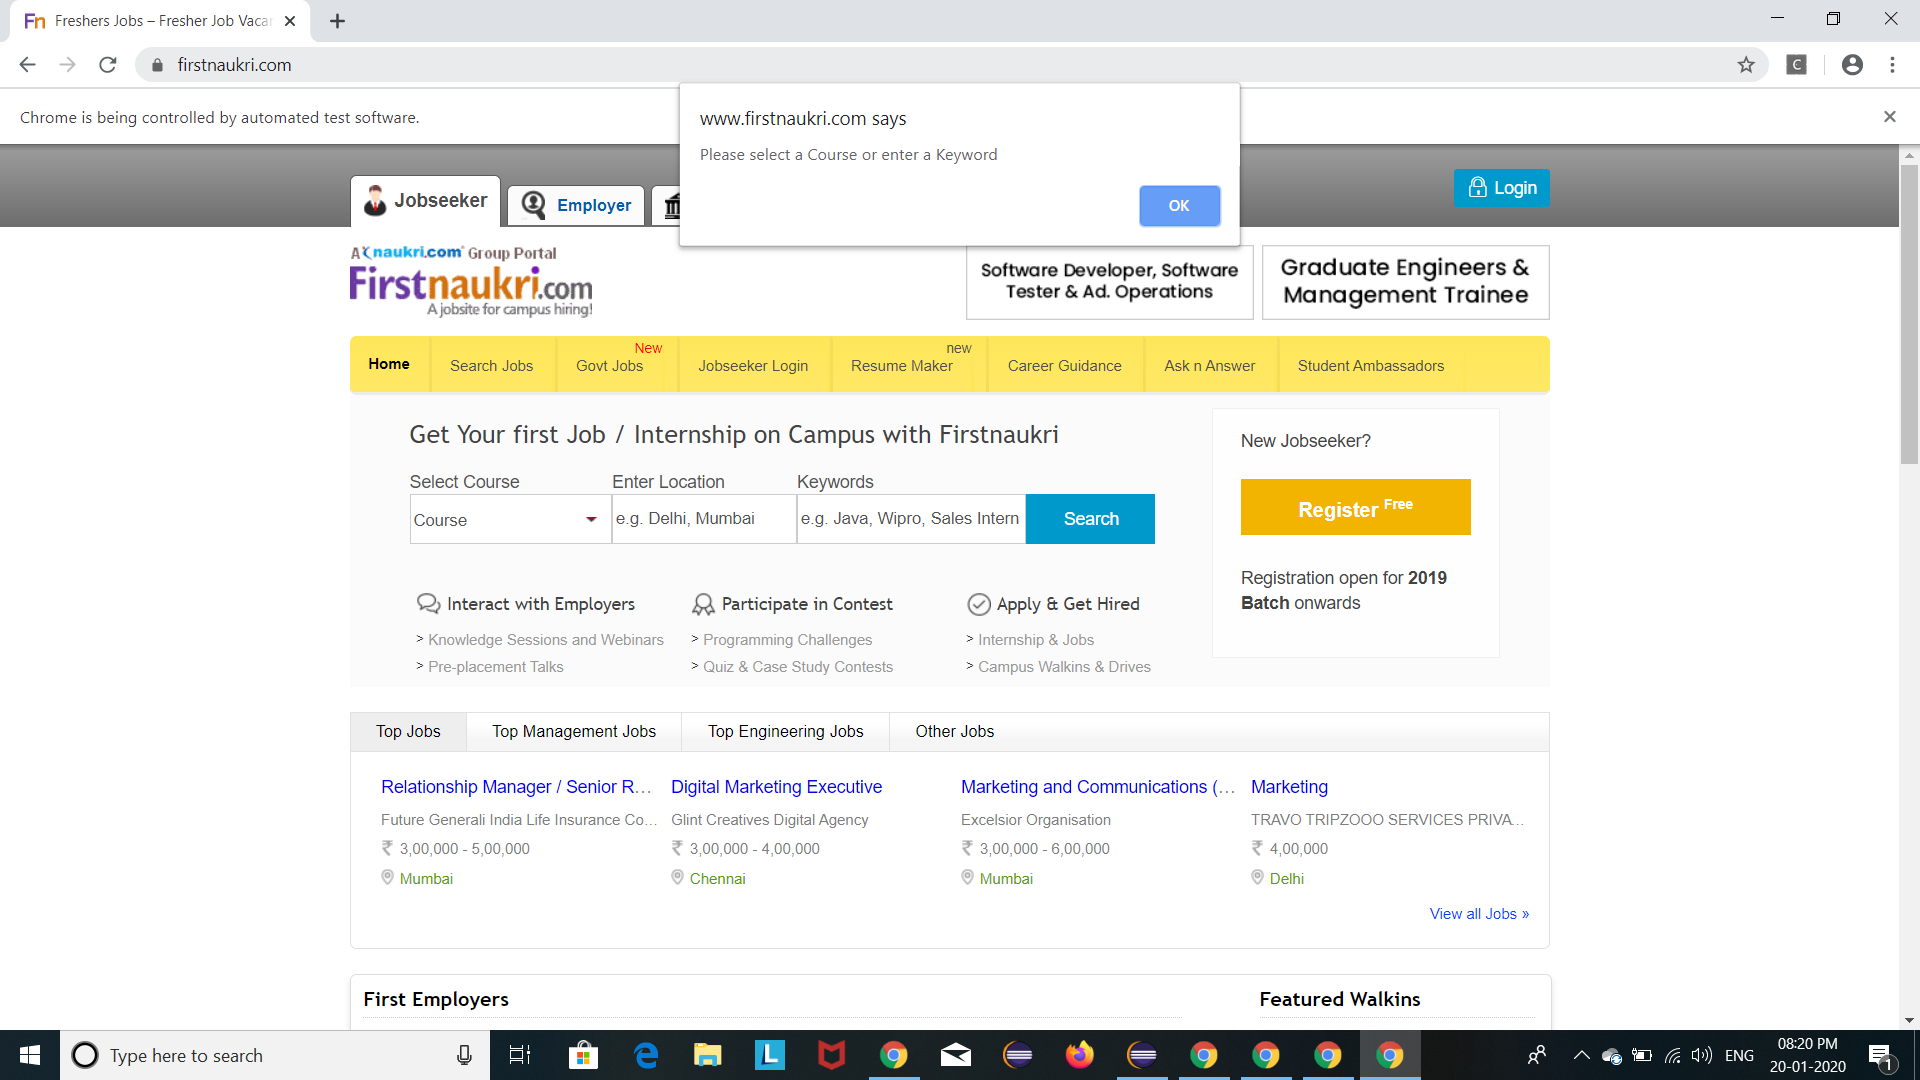 Freshers Jobs – Fresher Job Vacan
firstnaukri.com
Chrome is being controlled by automated test software.
www.firstnaukri.com says
Please select a Course or enter a Keyword
OK
Jobseeker
Employer
Login
A naukri.com Group Portal
Firstnaukri.com
A jobsite for campus hiring!
Software Developer, Software
Tester & Ad. Operations
Graduate Engineers &
Management Trainee
Home
Search Jobs
Govt Jobs New
Jobseeker Login
Resume Maker new
Career Guidance
Ask n Answer
Student Ambassadors
Get Your first Job / Internship on Campus with Firstnaukri
Select Course Enter Location Keywords
Course e.g. Delhi, Mumbai e.g. Java, Wipro, Sales Intern Search
New Jobseeker?
Register Free
Registration open for 2019
Batch onwards
Interact with Employers
> Knowledge Sessions and Webinars
> Pre-placement Talks
Participate in Contest
> Programming Challenges
> Quiz & Case Study Contests
Apply & Get Hired
> Internship & Jobs
> Campus Walkins & Drives
Top Jobs Top Management Jobs Top Engineering Jobs Other Jobs
Relationship Manager / Senior R...
Future Generali India Life Insurance Co...
₹ 3,00,000 - 5,00,000
Mumbai
Digital Marketing Executive
Glint Creatives Digital Agency
₹ 3,00,000 - 4,00,000
Chennai
Marketing and Communications (...
Excelsior Organisation
₹ 3,00,000 - 6,00,000
Mumbai
Marketing
TRAVO TRIPZOOO SERVICES PRIVA...
₹ 4,00,000
Delhi
View all Jobs »
First Employers
Featured Walkins
Type here to search
ENG
08:20 PM
20-01-2020
1